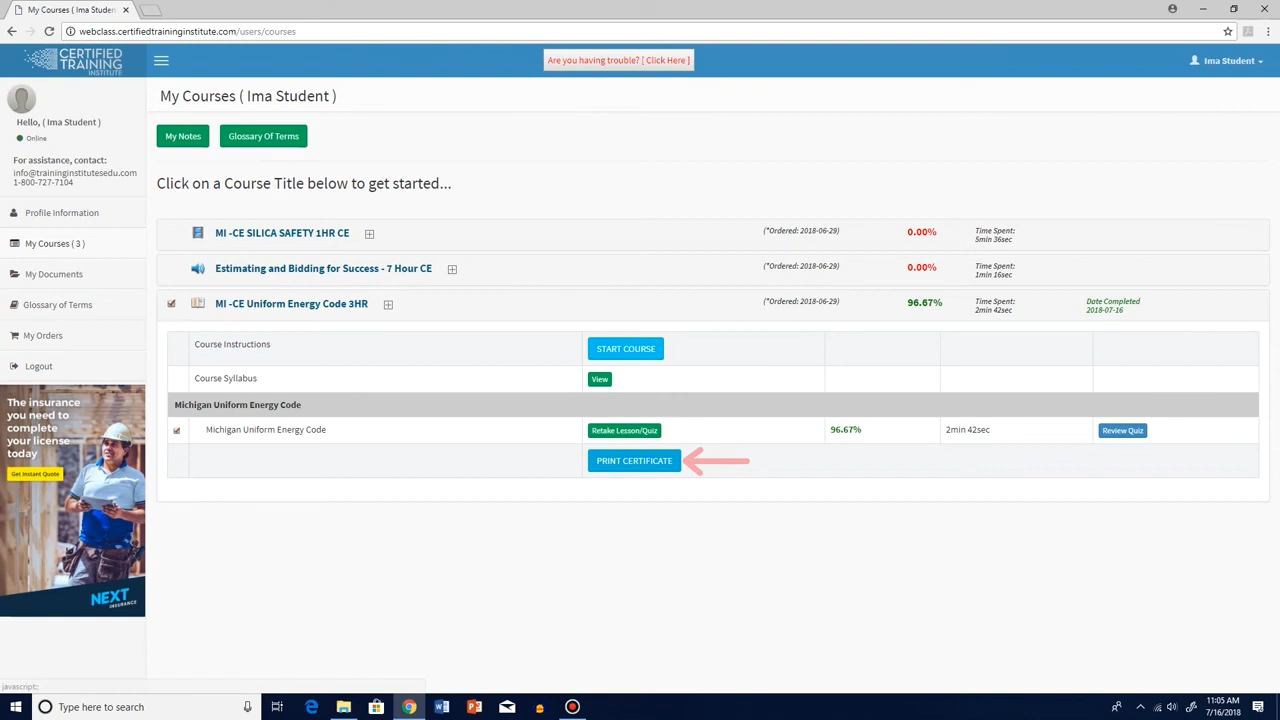 My Courses ( Ima Studen
webclass.certifiedtraininginstitute.com/users/courses
CERTIFIED
TRAINING
INSTITUTE
Are you having trouble? [ Click Here ]
Ima Student
Hello, ( Ima Student )
Online
For assistance, contact:
info@traininginstitutesedu.com
1-800-727-7104
Profile Information
My Courses ( 3 )
My Documents
Glossary of Terms
My Orders
Logout
The insurance
you need to
complete
your license
today
Get Instant Quote
NEXT
INSURANCE
My Courses ( Ima Student )
My Notes
Glossary Of Terms
Click on a Course Title below to get started...
MI -CE SILICA SAFETY 1HR CE
(*Ordered: 2018-06-29)
0.00%
Time Spent:
5min 36sec
Estimating and Bidding for Success - 7 Hour CE
(*Ordered: 2018-06-29)
0.00%
Time Spent:
1min 16sec
MI -CE Uniform Energy Code 3HR
(*Ordered: 2018-06-29)
96.67%
Time Spent:
2min 42sec
Date Completed
2018-07-16
Course Instructions
START COURSE
Course Syllabus
View
Michigan Uniform Energy Code
Michigan Uniform Energy Code
Retake Lesson/Quiz
96.67%
2min 42sec
Review Quiz
PRINT CERTIFICATE
javascript:;
Type here to search
11:05 AM
7/16/2018